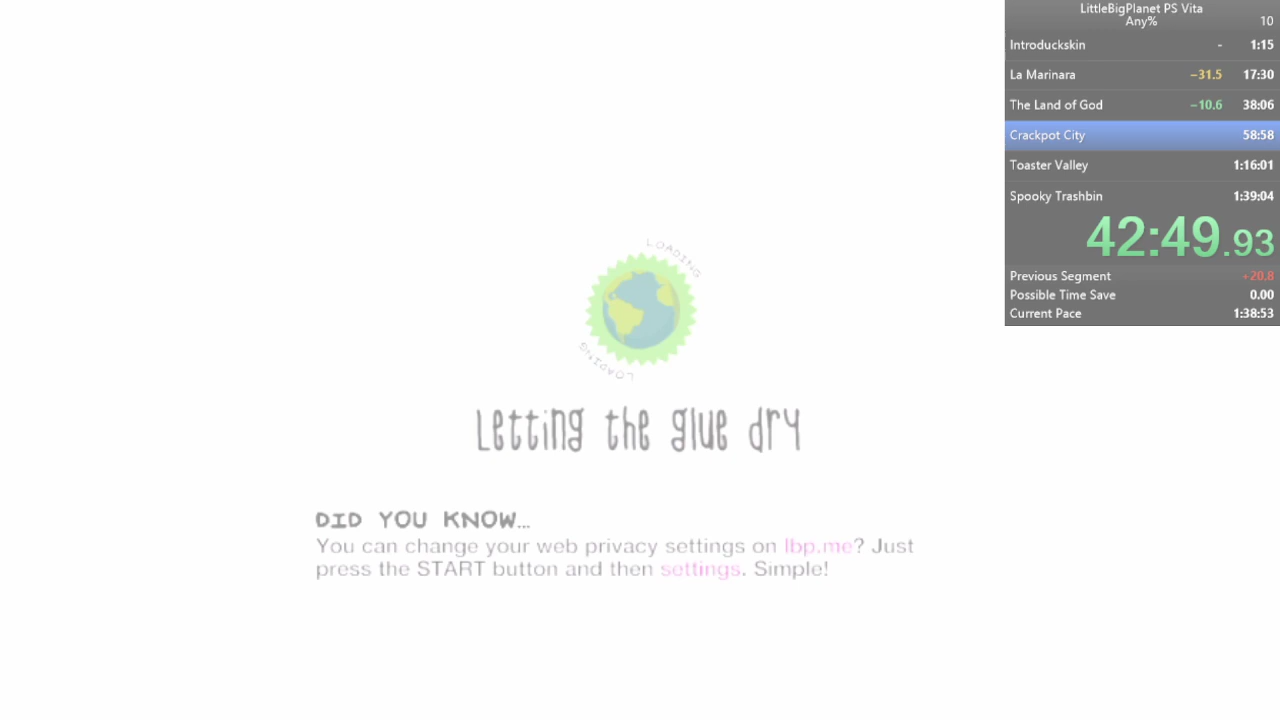 LittleBigPlanet PS Vita
Any% 10
Introduckskin - 1:15
La Marinara −31.5 17:30
The Land of God −10.6 38:06
Crackpot City 58:58
Toaster Valley 1:16:01
Spooky Trashbin 1:39:04
42:49.93
Previous Segment +20.8
Possible Time Save 0.00
Current Pace 1:38:53
LOADING
LOADING
Letting the glue dry
DID YOU KNOW...
You can change your web privacy settings on lbp.me? Just
press the START button and then settings. Simple!